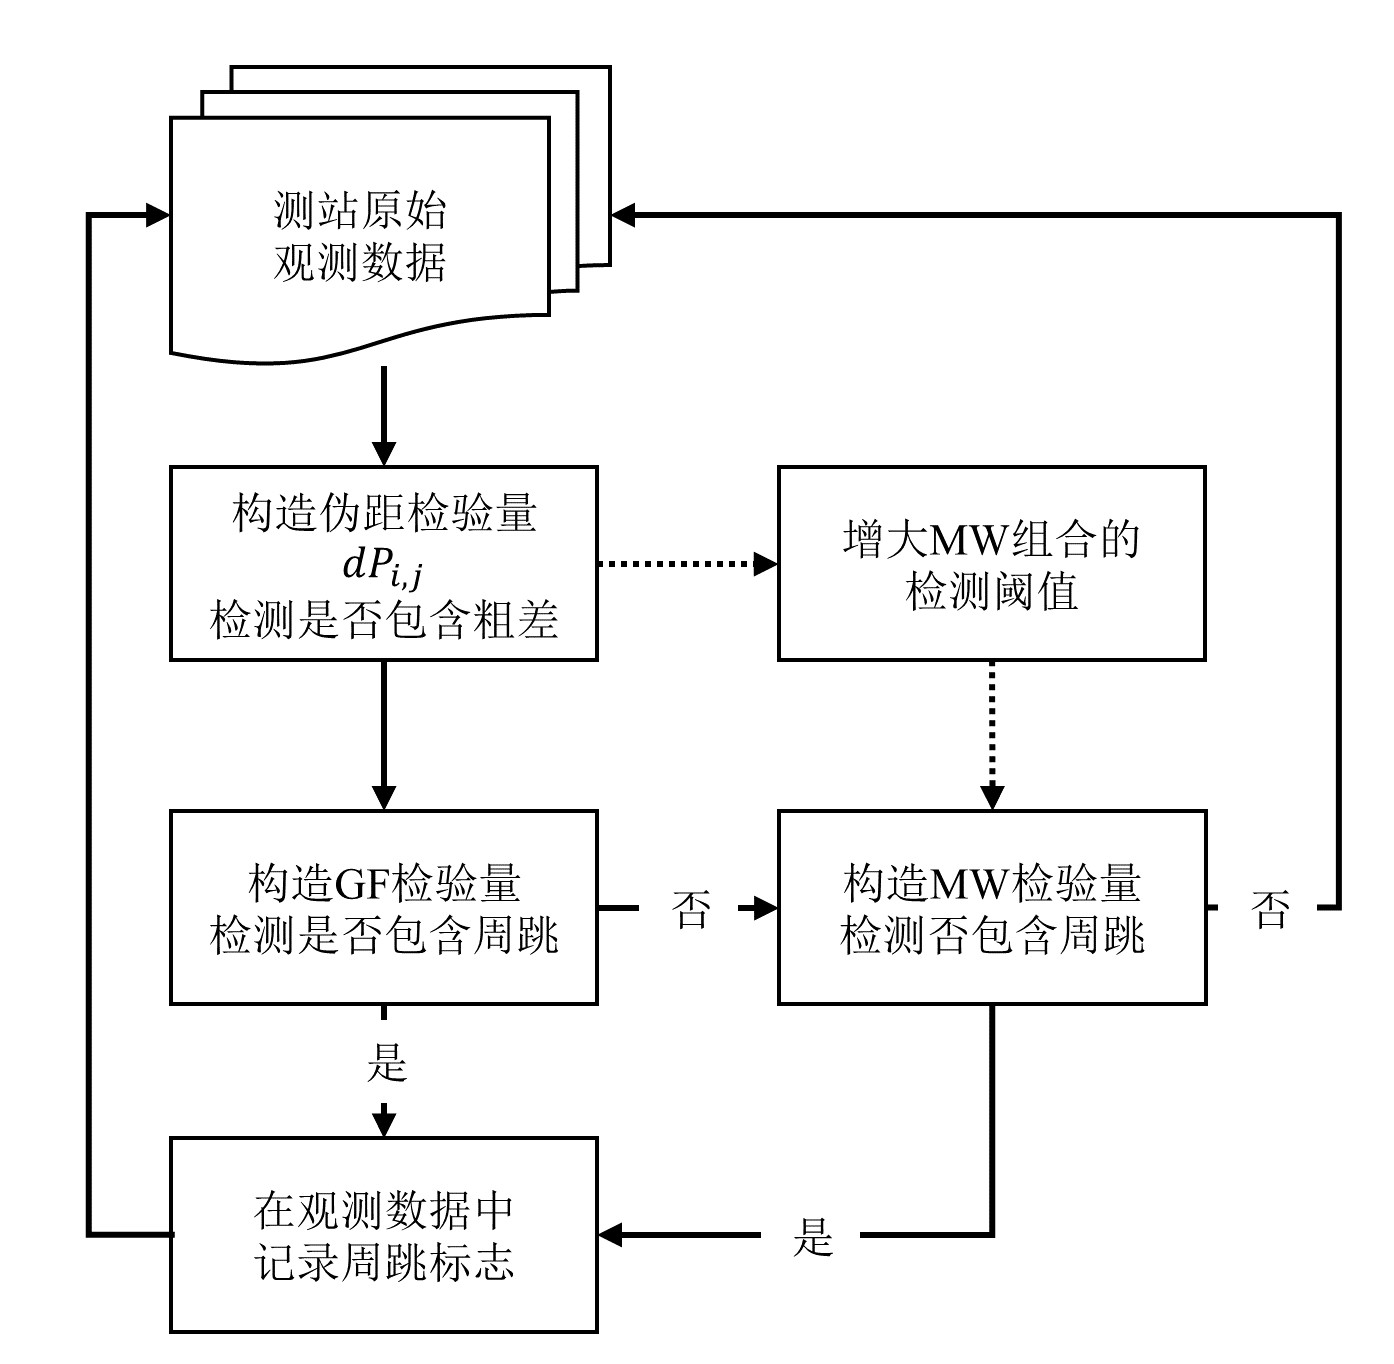 测站原始
观测数据
构造伪距检验量
dP_{i,j}
检测是否包含粗差
增大MW组合的
检测阈值
构造GF检验量
检测是否包含周跳
否
构造MW检验量
检测否包含周跳
否
是
在观测数据中
记录周跳标志
是